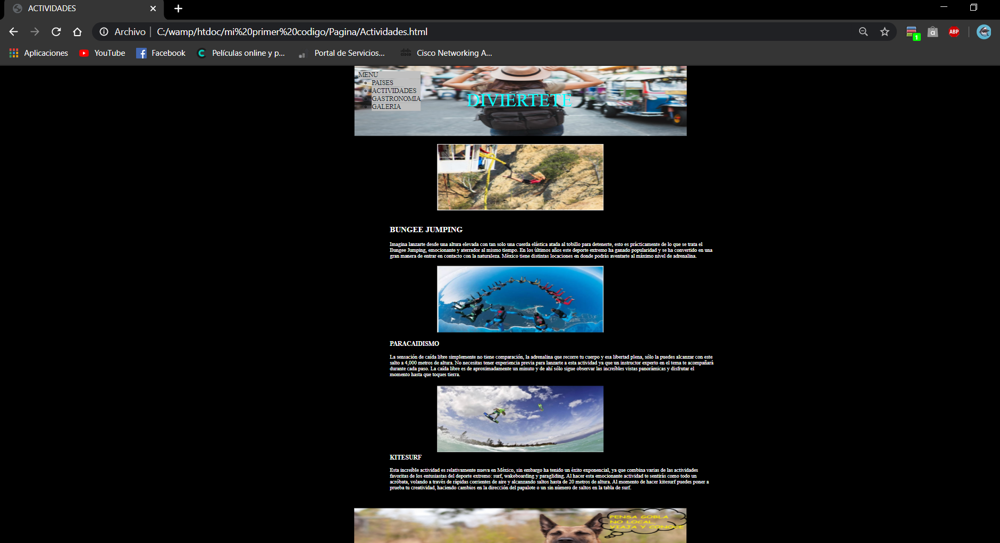 ACTIVIDADES
Archivo | C:/wamp/htdoc/mi%20primer%20codigo/Pagina/Actividades.html
1
a
ABP
Aplicaciones YouTube Facebook Películas online y p... Portal de Servicios... cisco Cisco Networking A...
MENU
PAISES
ACTIVIDADES
GASTRONOMIA
GALERIA
DIVIERTETE
BUNGEE JUMPING
Imagina lanzarte desde una altura elevada con tan solo una cuerda elástica atada al tobillo para detenerte, esto es prácticamente de lo que se trata el
Bungee Jumping, emocionante y aterrador al mismo tiempo. En los últimos años este deporte extremo ha ganado popularidad y se ha convertido en una
gran manera de entrar en contacto con la naturaleza. México tiene distintas locaciones en donde podrás aventarte al máximo nivel de adrenalina.
PARACAIDISMO
La sensación de caída libre simplemente no tiene comparación, la adrenalina que recorre tu cuerpo y esa libertad plena, sólo la puedes alcanzar con este
salto a 4,000 metros de altura. No necesitas tener experiencia previa para lanzarte a esta actividad ya que un instructor experto en el tema te acompañará
durante cada paso. La caída libre es de aproximadamente un minuto y de ahí sólo sigue observar las increíbles vistas panorámicas y disfrutar el
momento hasta que toques tierra.
KITESURF
Esta increíble actividad es relativamente nueva en México, sin embargo ha tenido un éxito exponencial, ya que combina varias de las actividades
favoritas de los entusiastas del deporte extremo: surf, wakeboarding y paragliding. Al hacer esta emocionante actividad te sentirás como todo un
acróbata, volando a través de rápidas corrientes de aire y alcanzando saltos hasta de 20 metros de altura. Al momento de hacer kitesurf puedes poner a
prueba tu creatividad, haciendo cambios en la dirección del papalote o un sin número de saltos en la tabla de surf.
PENSA GOBLA
NO LOCAL,
VIAJA Y CONOCE